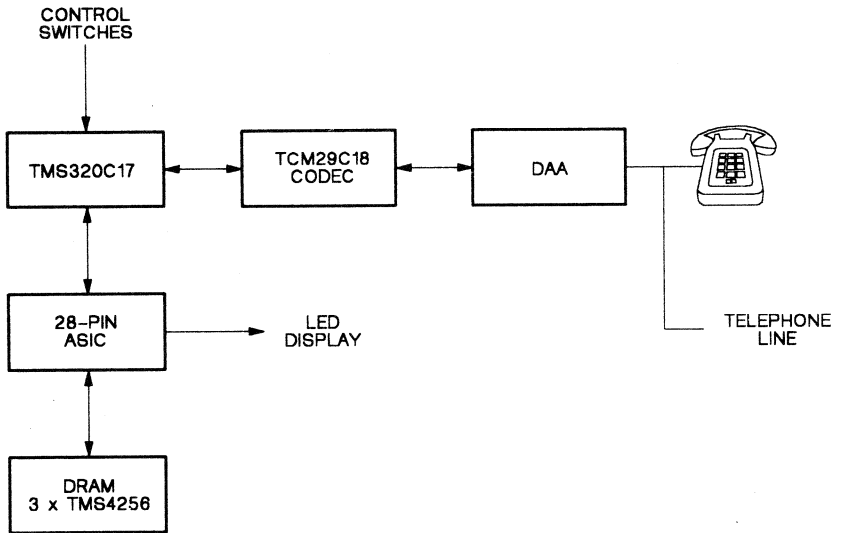 CONTROL
SWITCHES
TMS320C17
TCM29C18
CODEC
DAA
28-PIN
ASIC
LED
DISPLAY
TELEPHONE
LINE
DRAM
3 x TMS4256